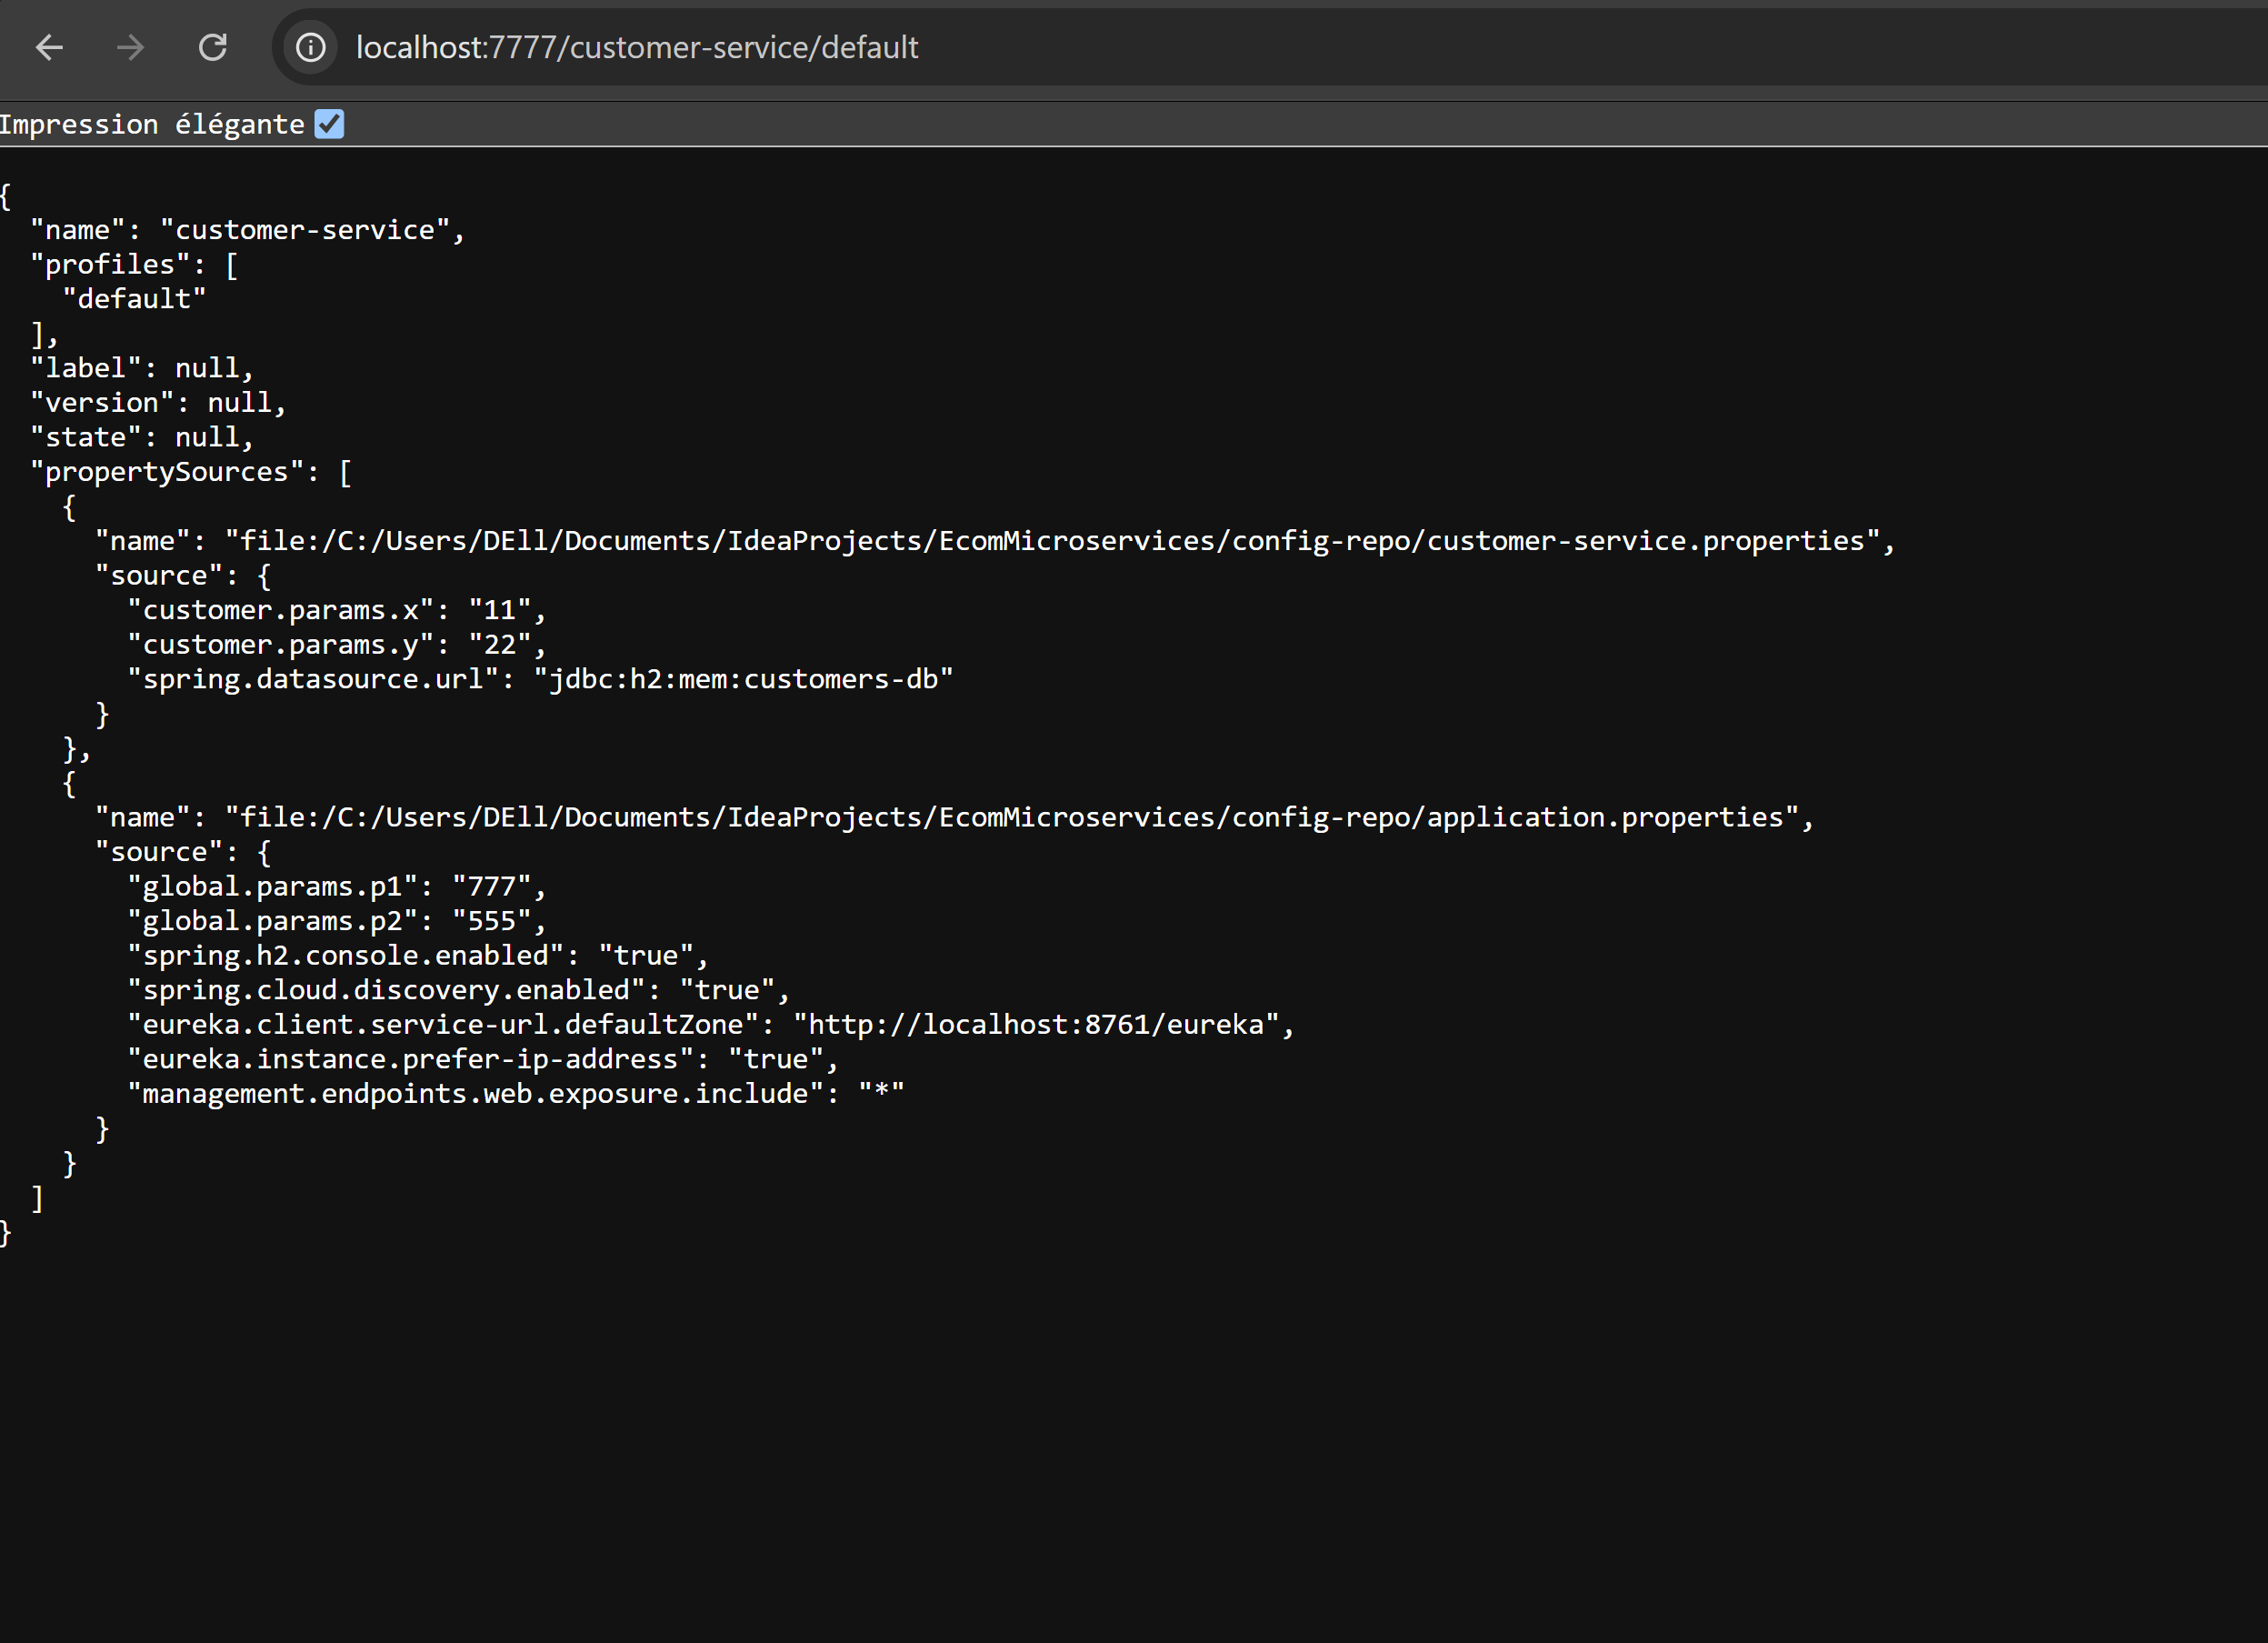 localhost:7777/customer-service/default
Impression élégante
{
  "name": "customer-service",
  "profiles": [
    "default"
  ],
  "label": null,
  "version": null,
  "state": null,
  "propertySources": [
    {
      "name": "file:/C:/Users/DEll/Documents/IdeaProjects/EcomMicroservices/config-repo/customer-service.properties",
      "source": {
        "customer.params.x": "11",
        "customer.params.y": "22",
        "spring.datasource.url": "jdbc:h2:mem:customers-db"
      }
    },
    {
      "name": "file:/C:/Users/DEll/Documents/IdeaProjects/EcomMicroservices/config-repo/application.properties",
      "source": {
        "global.params.p1": "777",
        "global.params.p2": "555",
        "spring.h2.console.enabled": "true",
        "spring.cloud.discovery.enabled": "true",
        "eureka.client.service-url.defaultZone": "http://localhost:8761/eureka",
        "eureka.instance.prefer-ip-address": "true",
        "management.endpoints.web.exposure.include": "*"
      }
    }
  ]
}